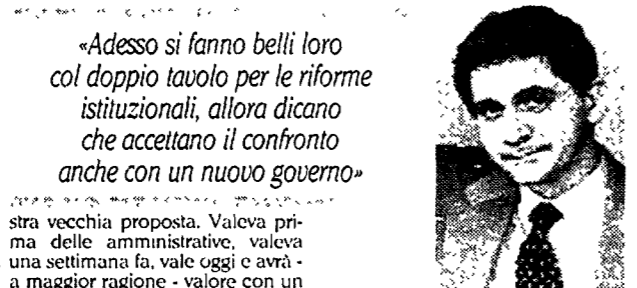 «Adesso si fanno belli loro
col doppio tavolo per le riforme
istituzionali, allora dicano
che accettano il confronto
anche con un nuovo governo»
stra vecchia proposta. Valeva pri-
ma delle amministrative, valeva
una settimana fa, vale oggi e avrà -
a maggior ragione - valore con un